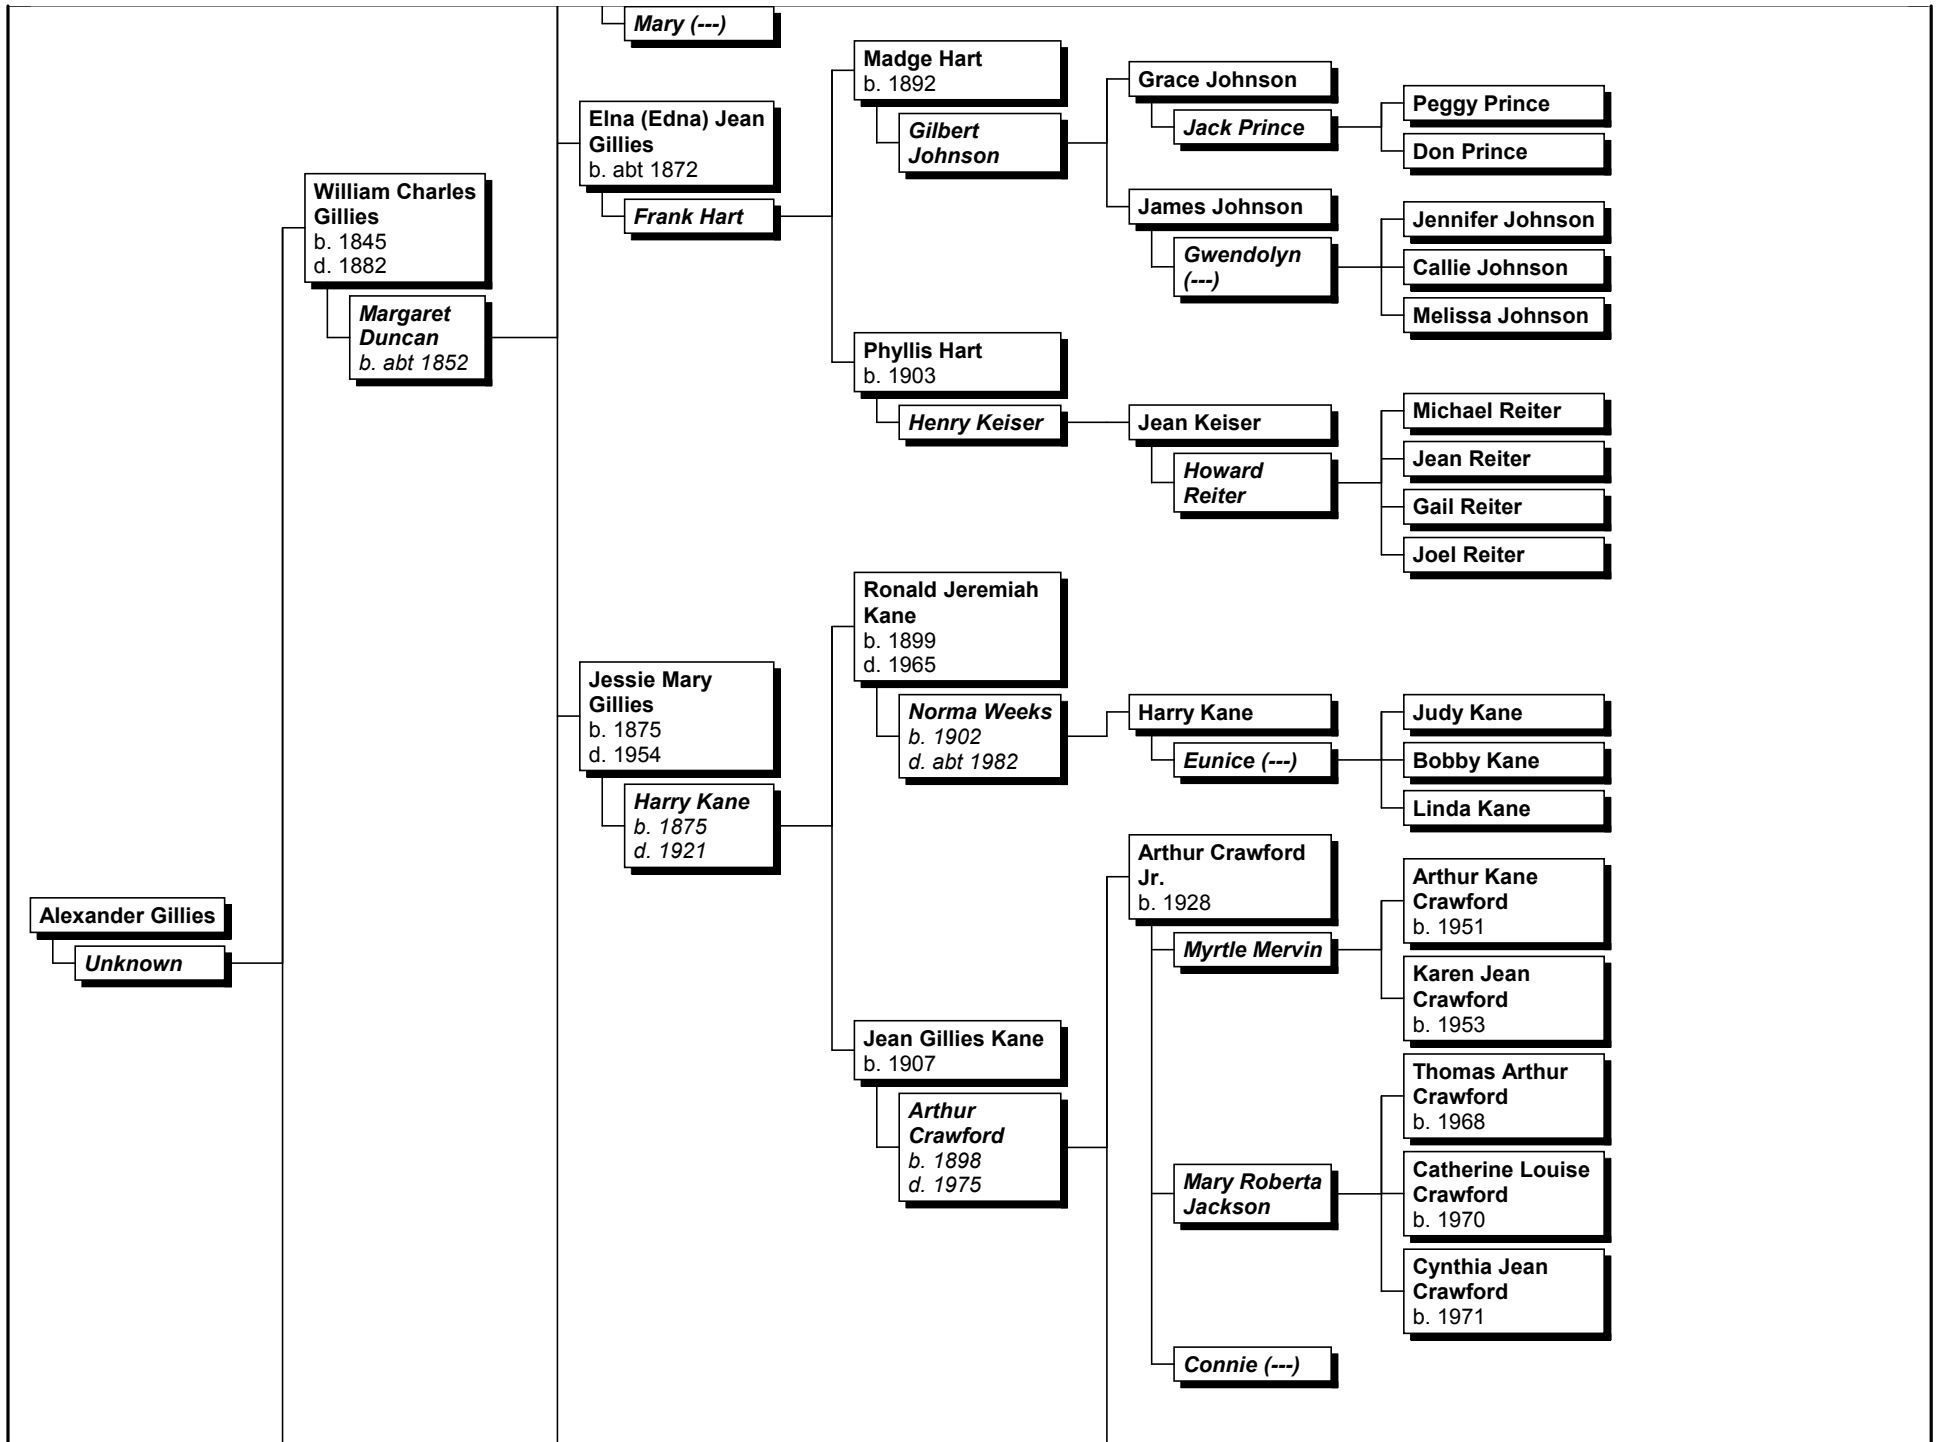 Mary (---)
Elna (Edna) Jean
Gillies
b. abt 1872
Frank Hart
Madge Hart
b. 1892
Gilbert
Johnson
Grace Johnson
Jack Prince
Peggy Prince
Don Prince
James Johnson
Gwendolyn
(---)
Jennifer Johnson
Callie Johnson
Melissa Johnson
William Charles
Gillies
b. 1845
d. 1882
Margaret
Duncan
b. abt 1852
Phyllis Hart
b. 1903
Henry Keiser
Jean Keiser
Howard
Reiter
Michael Reiter
Jean Reiter
Gail Reiter
Joel Reiter
Jessie Mary
Gillies
b. 1875
d. 1954
Harry Kane
b. 1875
d. 1921
Ronald Jeremiah
Kane
b. 1899
d. 1965
Norma Weeks
b. 1902
d. abt 1982
Harry Kane
Eunice (---)
Judy Kane
Bobby Kane
Linda Kane
Alexander Gillies
Unknown
Jean Gillies Kane
b. 1907
Arthur
Crawford
b. 1898
d. 1975
Arthur Crawford
Jr.
b. 1928
Myrtle Mervin
Arthur Kane
Crawford
b. 1951
Karen Jean
Crawford
b. 1953
Mary Roberta
Jackson
Thomas Arthur
Crawford
b. 1968
Catherine Louise
Crawford
b. 1970
Cynthia Jean
Crawford
b. 1971
Connie (---)